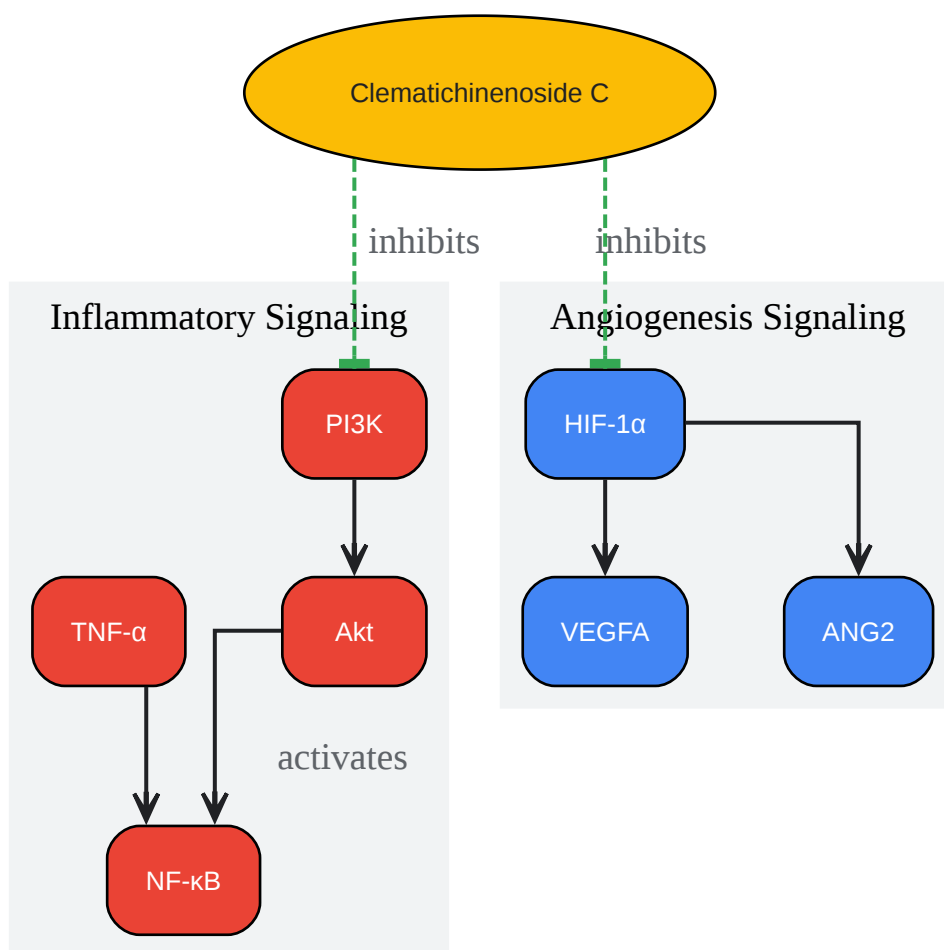 Clematichinenoside C
inhibits
inhibits
Inflammatory Signaling
Angiogenesis Signaling
PI3K
HIF-1α
TNF-α
Akt
VEGFA
ANG2
activates
NF-κB